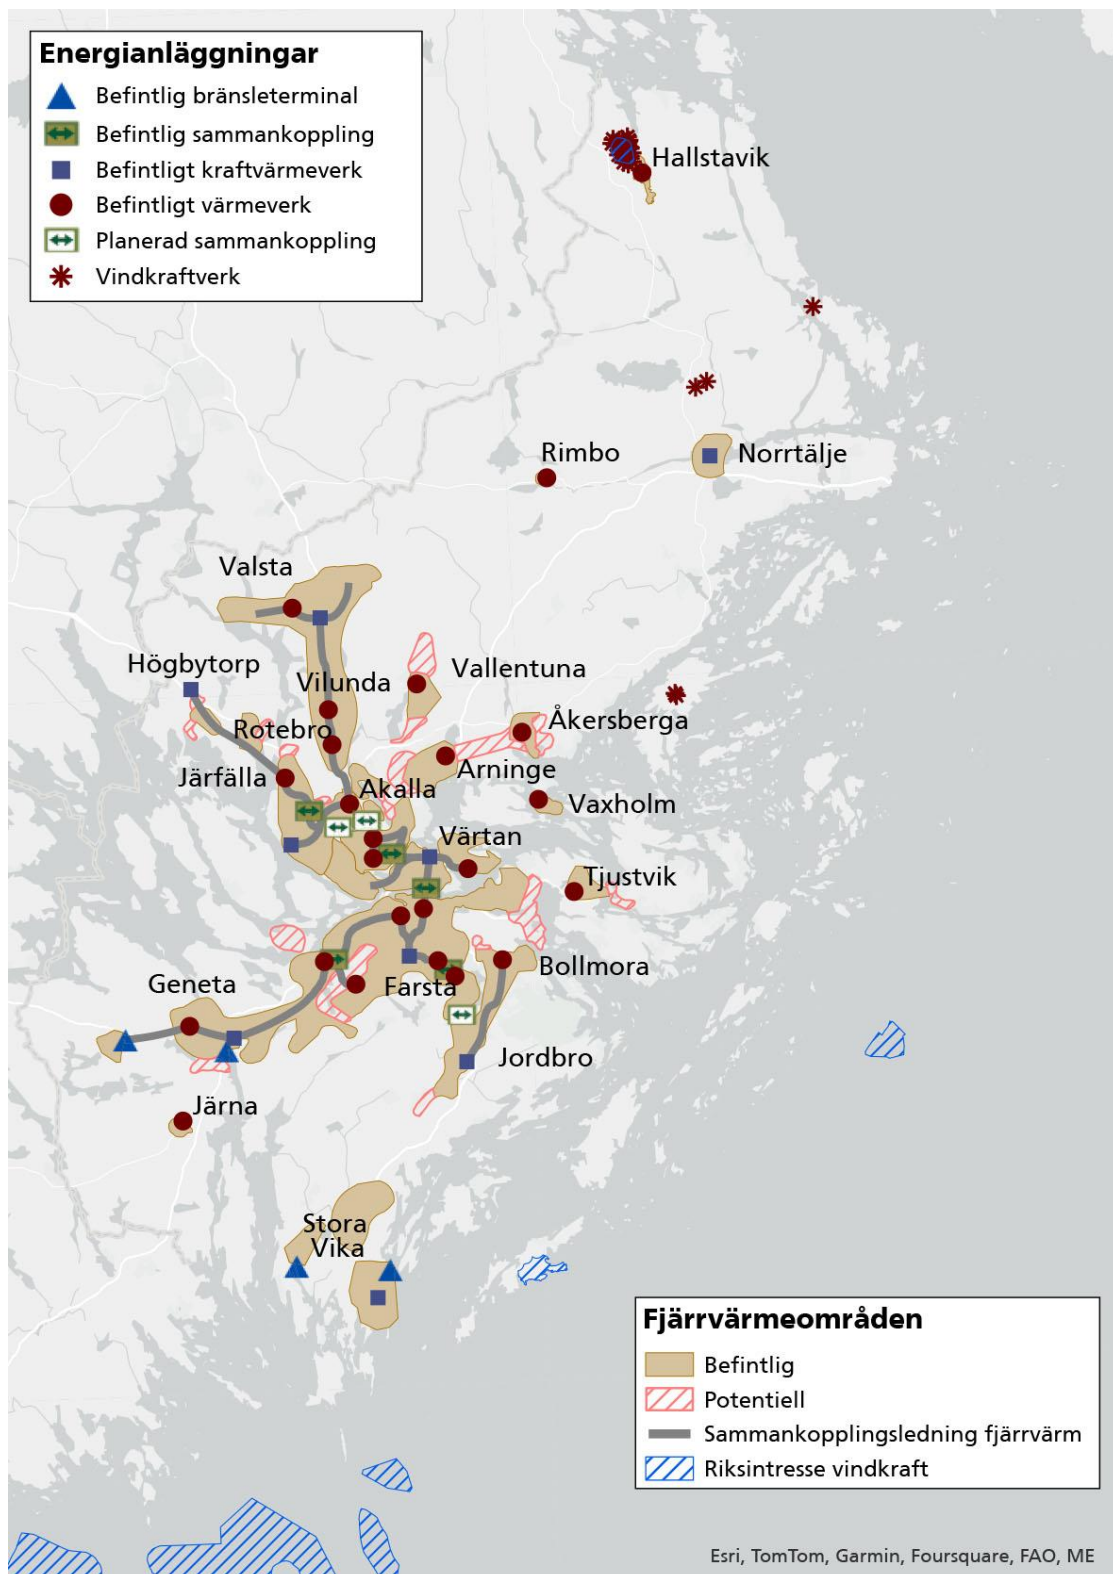 Energianläggningar
Befintlig bränsleterminal
Befintlig sammankoppling
Befintligt kraftvärmeverk
Befintligt värmeverk
Planerad sammankoppling
Vindkraftverk
Hallstavik
Rimbo
Norrtälje
Valsta
Högbytorp
Vallentuna
Vilunda
Åkersberga
Rotebro
Arninge
Järfälla
Akalla
Vaxholm
Värtan
Tjustvik
Bollmora
Geneta
Farsta
Jordbro
Järna
Stora
Vika
Fjärrvärmeområden
Befintlig
Potentiell
Sammankopplingsledning fjärrvärm
Riksintresse vindkraft
Esri, TomTom, Garmin, Foursquare, FAO, ME